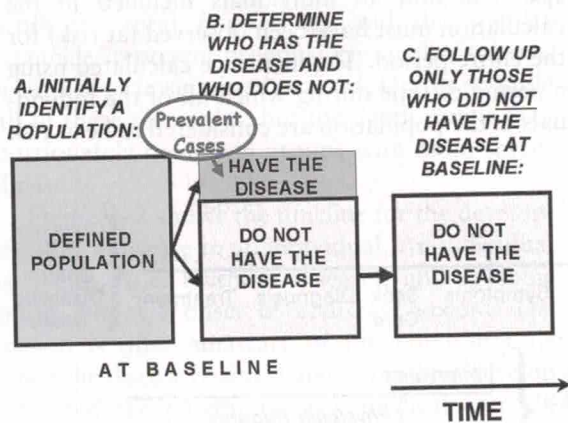 B. DETERMINE
WHO HAS THE
DISEASE AND
WHO DOES NOT:
A. INITIALLY
IDENTIFY A
POPULATION:
C. FOLLOW UP
ONLY THOSE
WHO DID NOT
HAVE THE
DISEASE AT
BASELINE:
Prevalent
Cases
HAVE THE
DISEASE
DEFINED
POPULATION
DO NOT
HAVE THE
DISEASE
DO NOT
HAVE THE
DISEASE
AT BASELINE
TIME